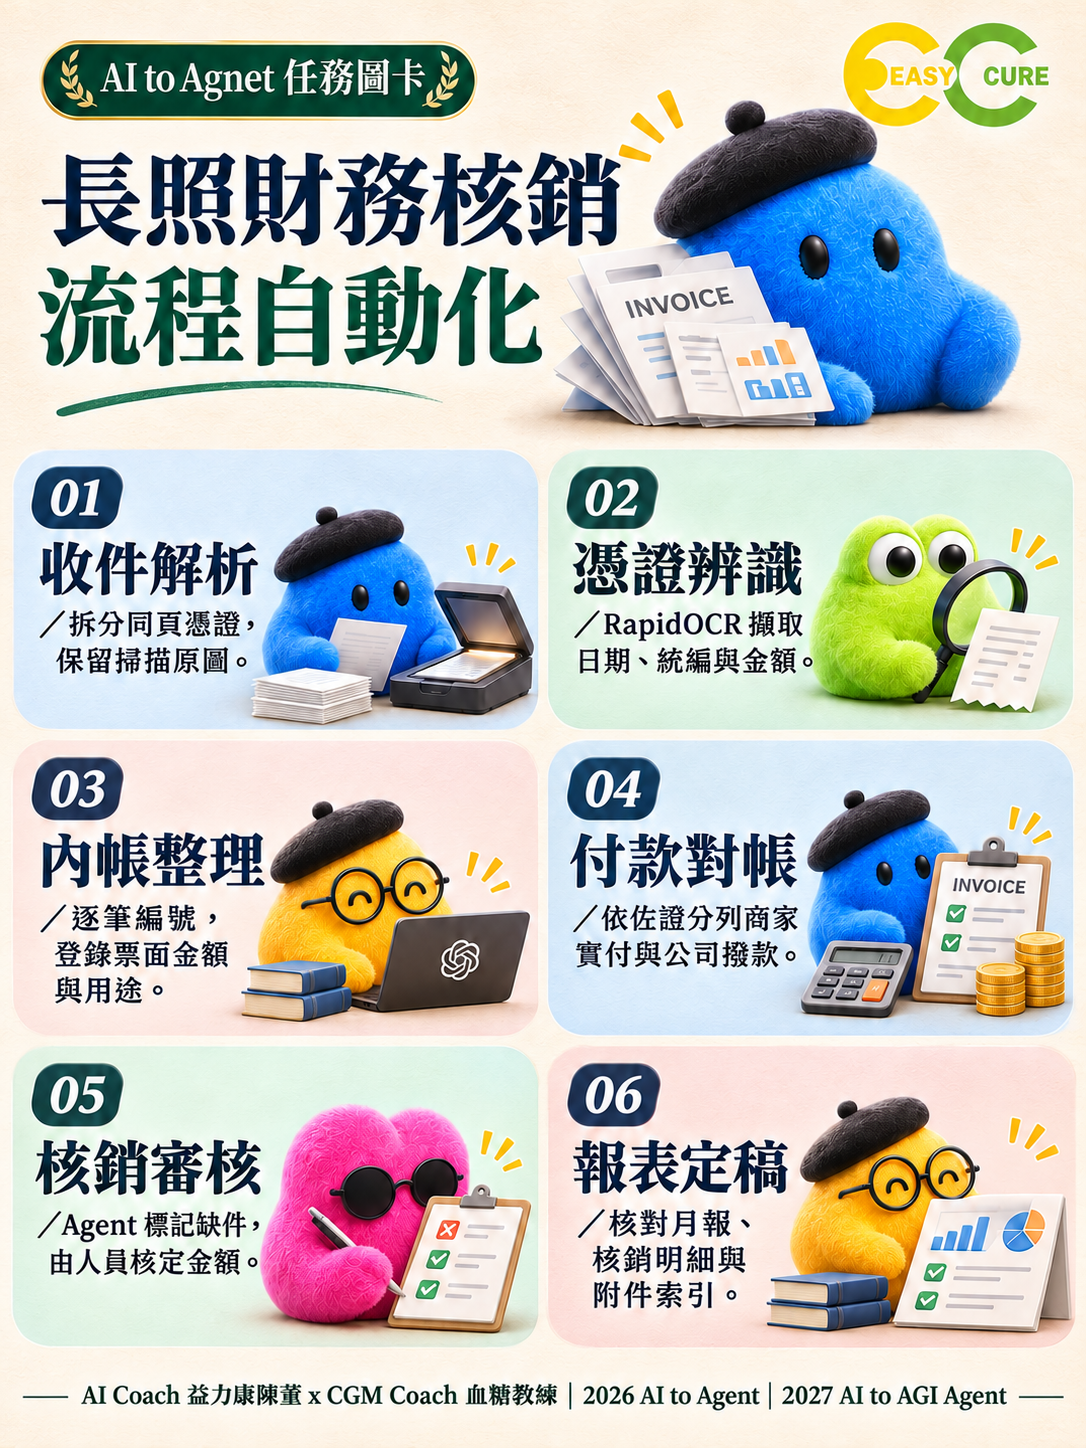 AI to Agnet 任務圖卡
EASY CURE
長照財務核銷
流程自動化
INVOICE
01
收件解析
／拆分同頁憑證，
保留掃描原圖。
02
憑證辨識
／RapidOCR 擷取
日期、統編與金額。
03
內帳整理
／逐筆編號，
登錄票面金額
與用途。
04
付款對帳
／依佐證分列商家
實付與公司撥款。
INVOICE
05
核銷審核
／Agent 標記缺件，
由人員核定金額。
06
報表定稿
／核對月報、
核銷明細與
附件索引。
AI Coach 益力康陳董 x CGM Coach 血糖教練｜2026 AI to Agent｜2027 AI to AGI Agent